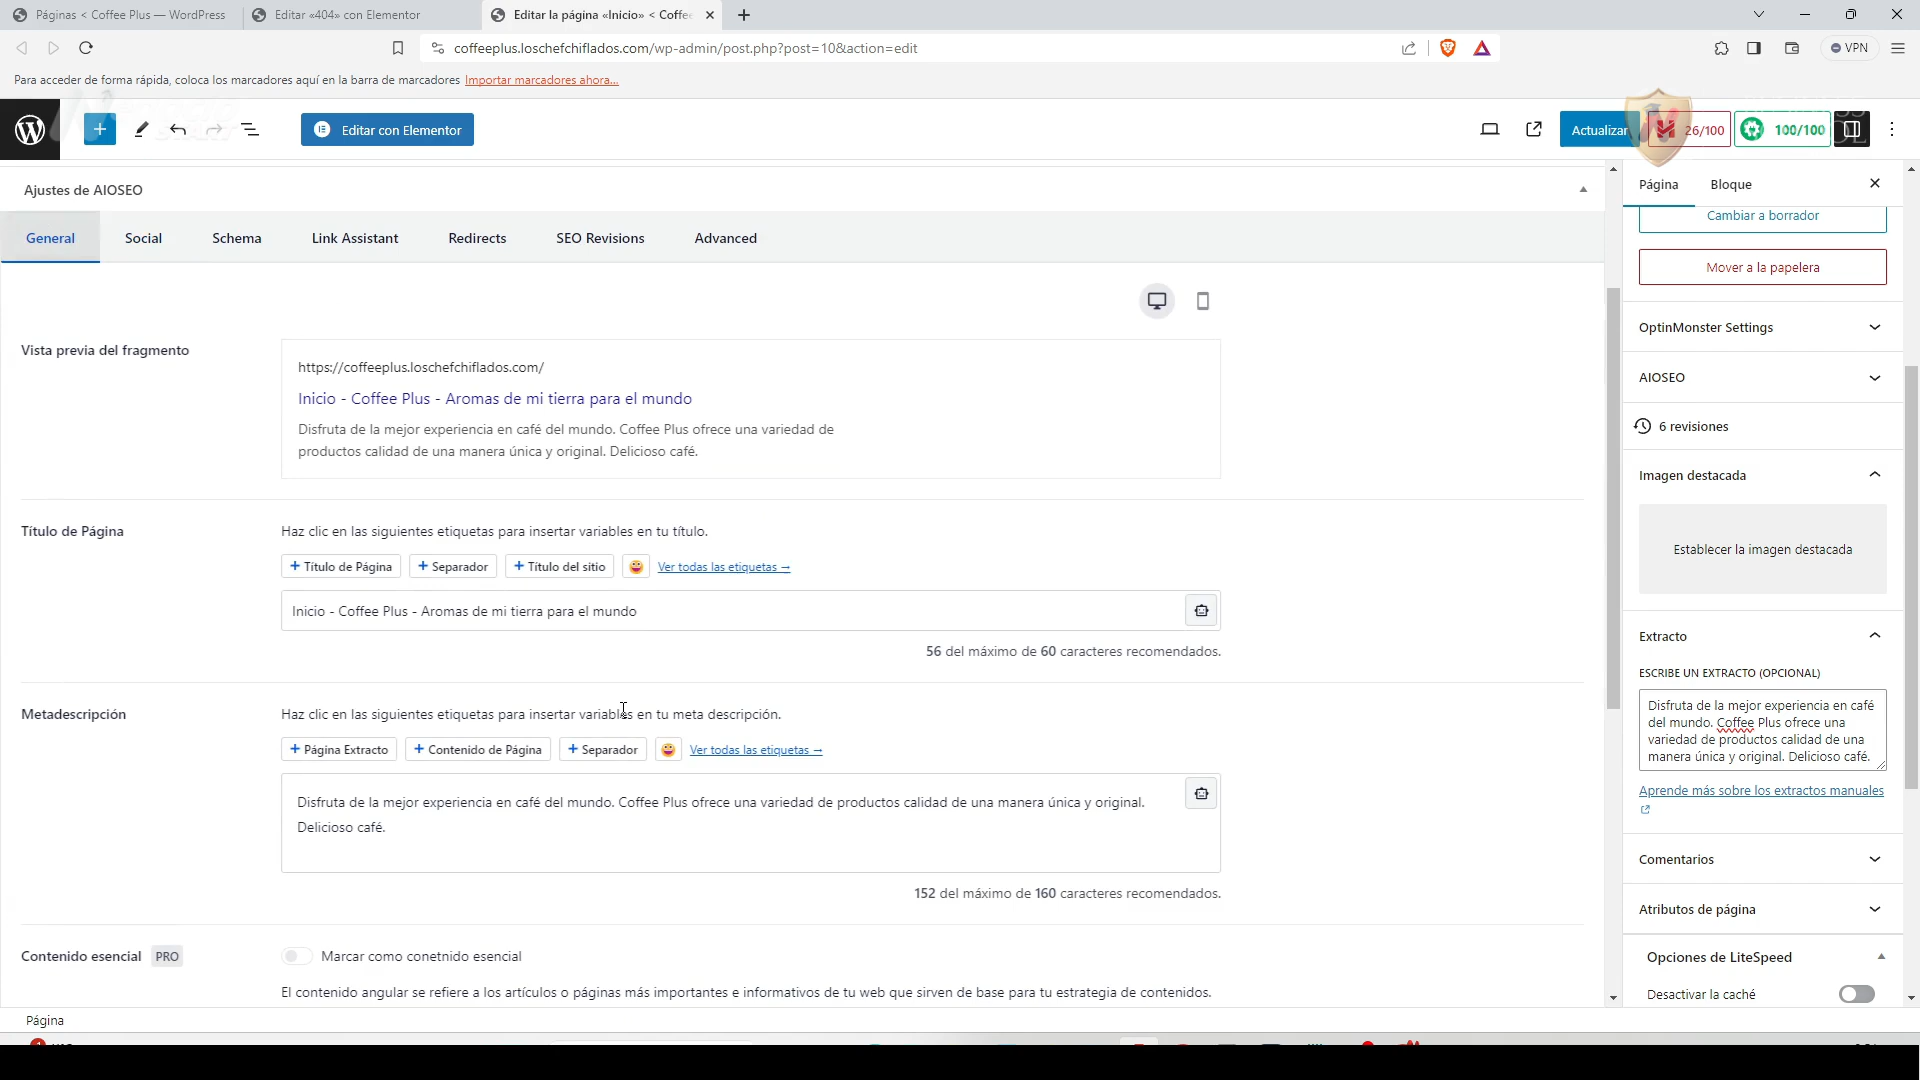 Páginas < Coffee Plus — WordPress
Editar «404» con Elementor
Editar la página «Inicio» < Coffe
coffeeplus.loschefchiflados.com/wp-admin/post.php?post=10&action=edit
VPN
Para acceder de forma rápida, coloca los marcadores aquí en la barra de marcadores Importar marcadores ahora...
Editar con Elementor
Actualizar
26/100
100/100
Ajustes de AIOSEO
General
Social
Schema
Link Assistant
Redirects
SEO Revisions
Advanced
Vista previa del fragmento
https://coffeeplus.loschefchiflados.com/
Inicio - Coffee Plus - Aromas de mi tierra para el mundo
Disfruta de la mejor experiencia en café del mundo. Coffee Plus ofrece una variedad de
productos calidad de una manera única y original. Delicioso café.
Título de Página
Haz clic en las siguientes etiquetas para insertar variables en tu título.
+ Título de Página
+ Separador
+ Título del sitio
Ver todas las etiquetas →
Inicio - Coffee Plus - Aromas de mi tierra para el mundo
56 del máximo de 60 caracteres recomendados.
Metadescripción
Haz clic en las siguientes etiquetas para insertar variables en tu meta descripción.
+ Página Extracto
+ Contenido de Página
+ Separador
Ver todas las etiquetas →
Disfruta de la mejor experiencia en café del mundo. Coffee Plus ofrece una variedad de productos calidad de una manera única y original.
Delicioso café.
152 del máximo de 160 caracteres recomendados.
Contenido esencial PRO
Marcar como conetnido esencial
El contenido angular se refiere a los artículos o páginas más importantes e informativos de tu web que sirven de base para tu estrategia de contenidos.
Página
Página
Bloque
Cambiar a borrador
Mover a la papelera
OptinMonster Settings
AIOSEO
6 revisiones
Imagen destacada
Establecer la imagen destacada
Extracto
ESCRIBE UN EXTRACTO (OPCIONAL)
Disfruta de la mejor experiencia en café
del mundo. Coffee Plus ofrece una
variedad de productos calidad de una
manera única y original. Delicioso café.
Aprende más sobre los extractos manuales
Comentarios
Atributos de página
Opciones de LiteSpeed
Desactivar la caché